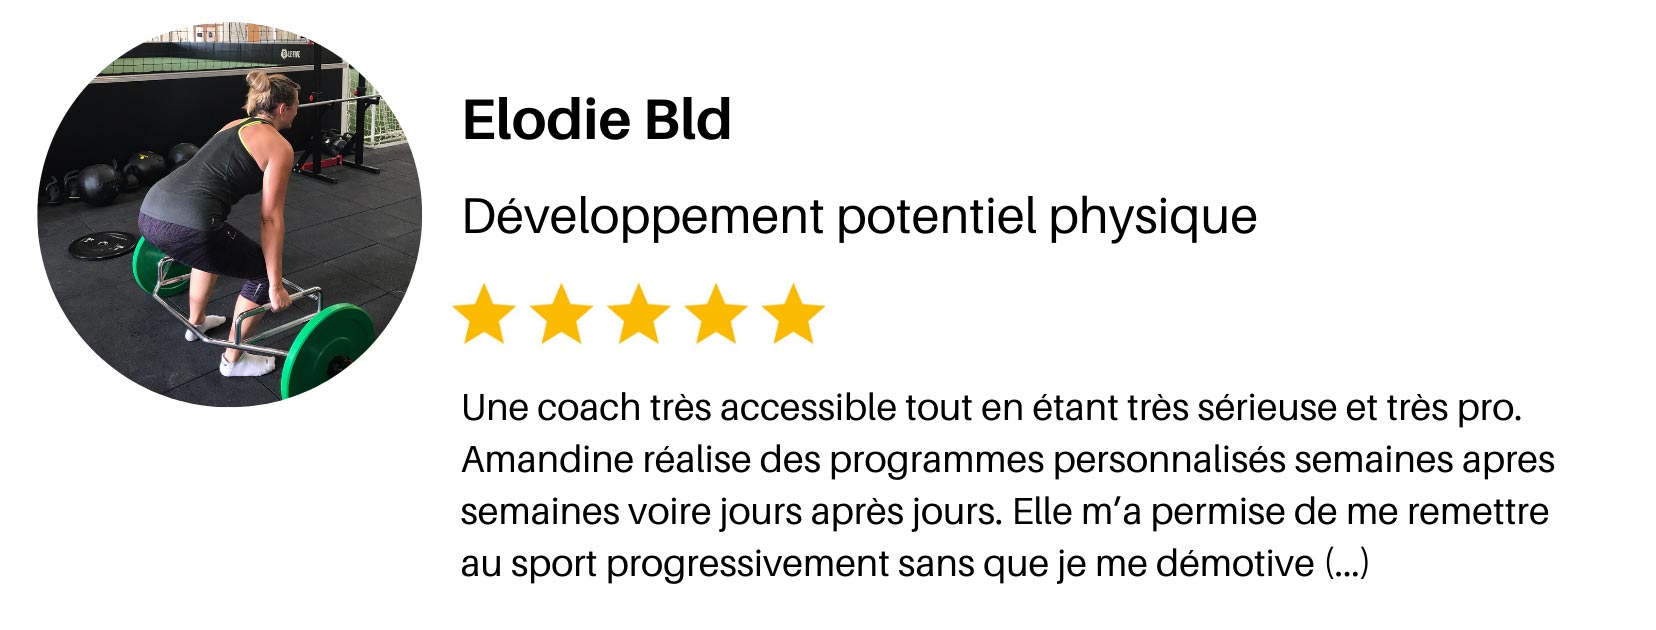 LE FIVE
Elodie Bld
Développement potentiel physique
Une coach très accessible tout en étant très sérieuse et très pro.
Amandine réalise des programmes personnalisés semaines apres
semaines voire jours après jours. Elle m’a permise de me remettre
au sport progressivement sans que je me démotive (...)